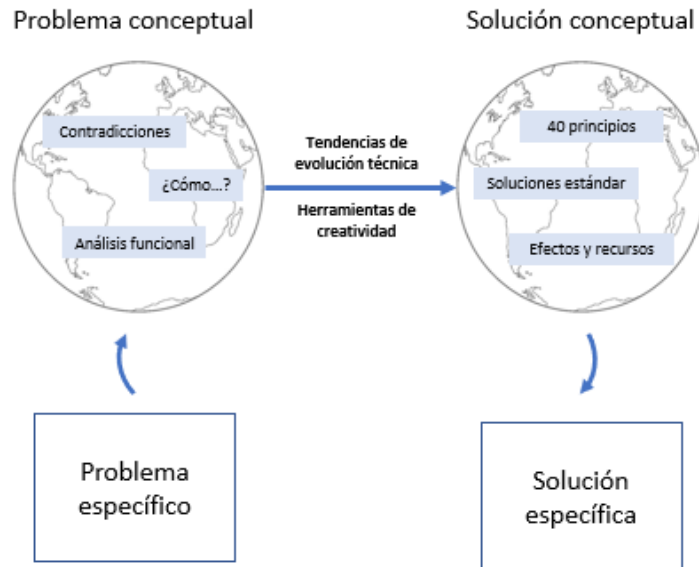 Problema conceptual
Solución conceptual
Contradicciones
¿Cómo...?
Análisis funcional
Tendencias de
evolución técnica
Herramientas de
creatividad
40 principios
Soluciones estándar
Efectos y recursos
Problema
específico
Solución
específica